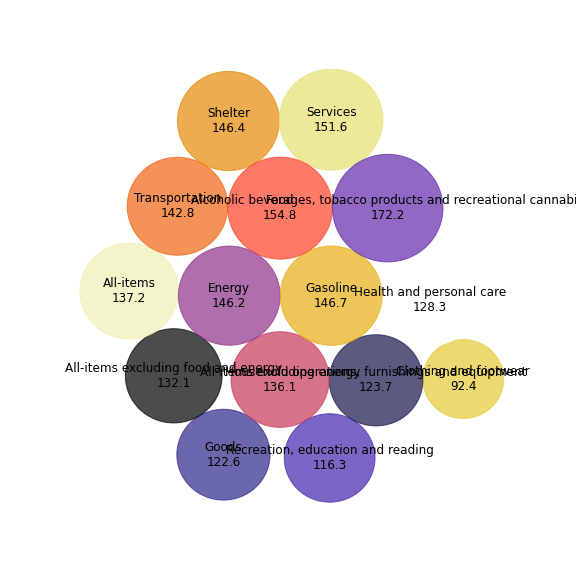 Shelter
146.4
Services
151.6
Transportation
142.8
Food
154.8
Alcoholic beverages, tobacco products and recreational cannabi
172.2
All-items
137.2
Energy
146.2
Gasoline
146.7
Health and personal care
128.3
All-items excluding food and energy
132.1
All-items excluding energy
136.1
Household operations, furnishings and equipment
123.7
Clothing and footwear
92.4
Goods
122.6
Recreation, education and reading
116.3